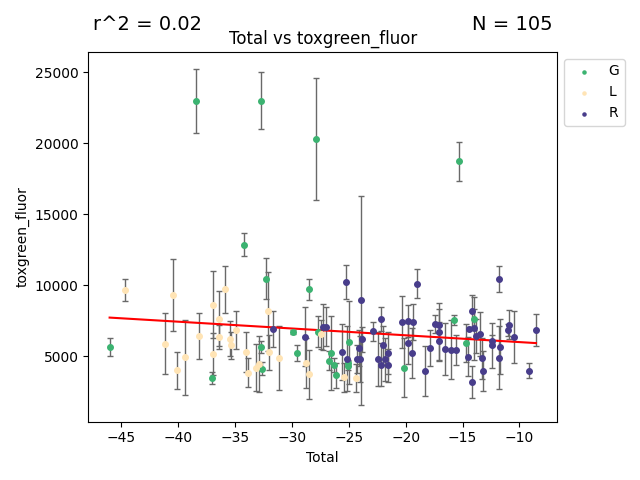 r^2 = 0.02 N = 105
Total vs toxgreen_fluor
25000
20000
15000
10000
5000
toxgreen_fluor
−45 −40 −35 −30 −25 −20 −15 −10
Total
G
L
R